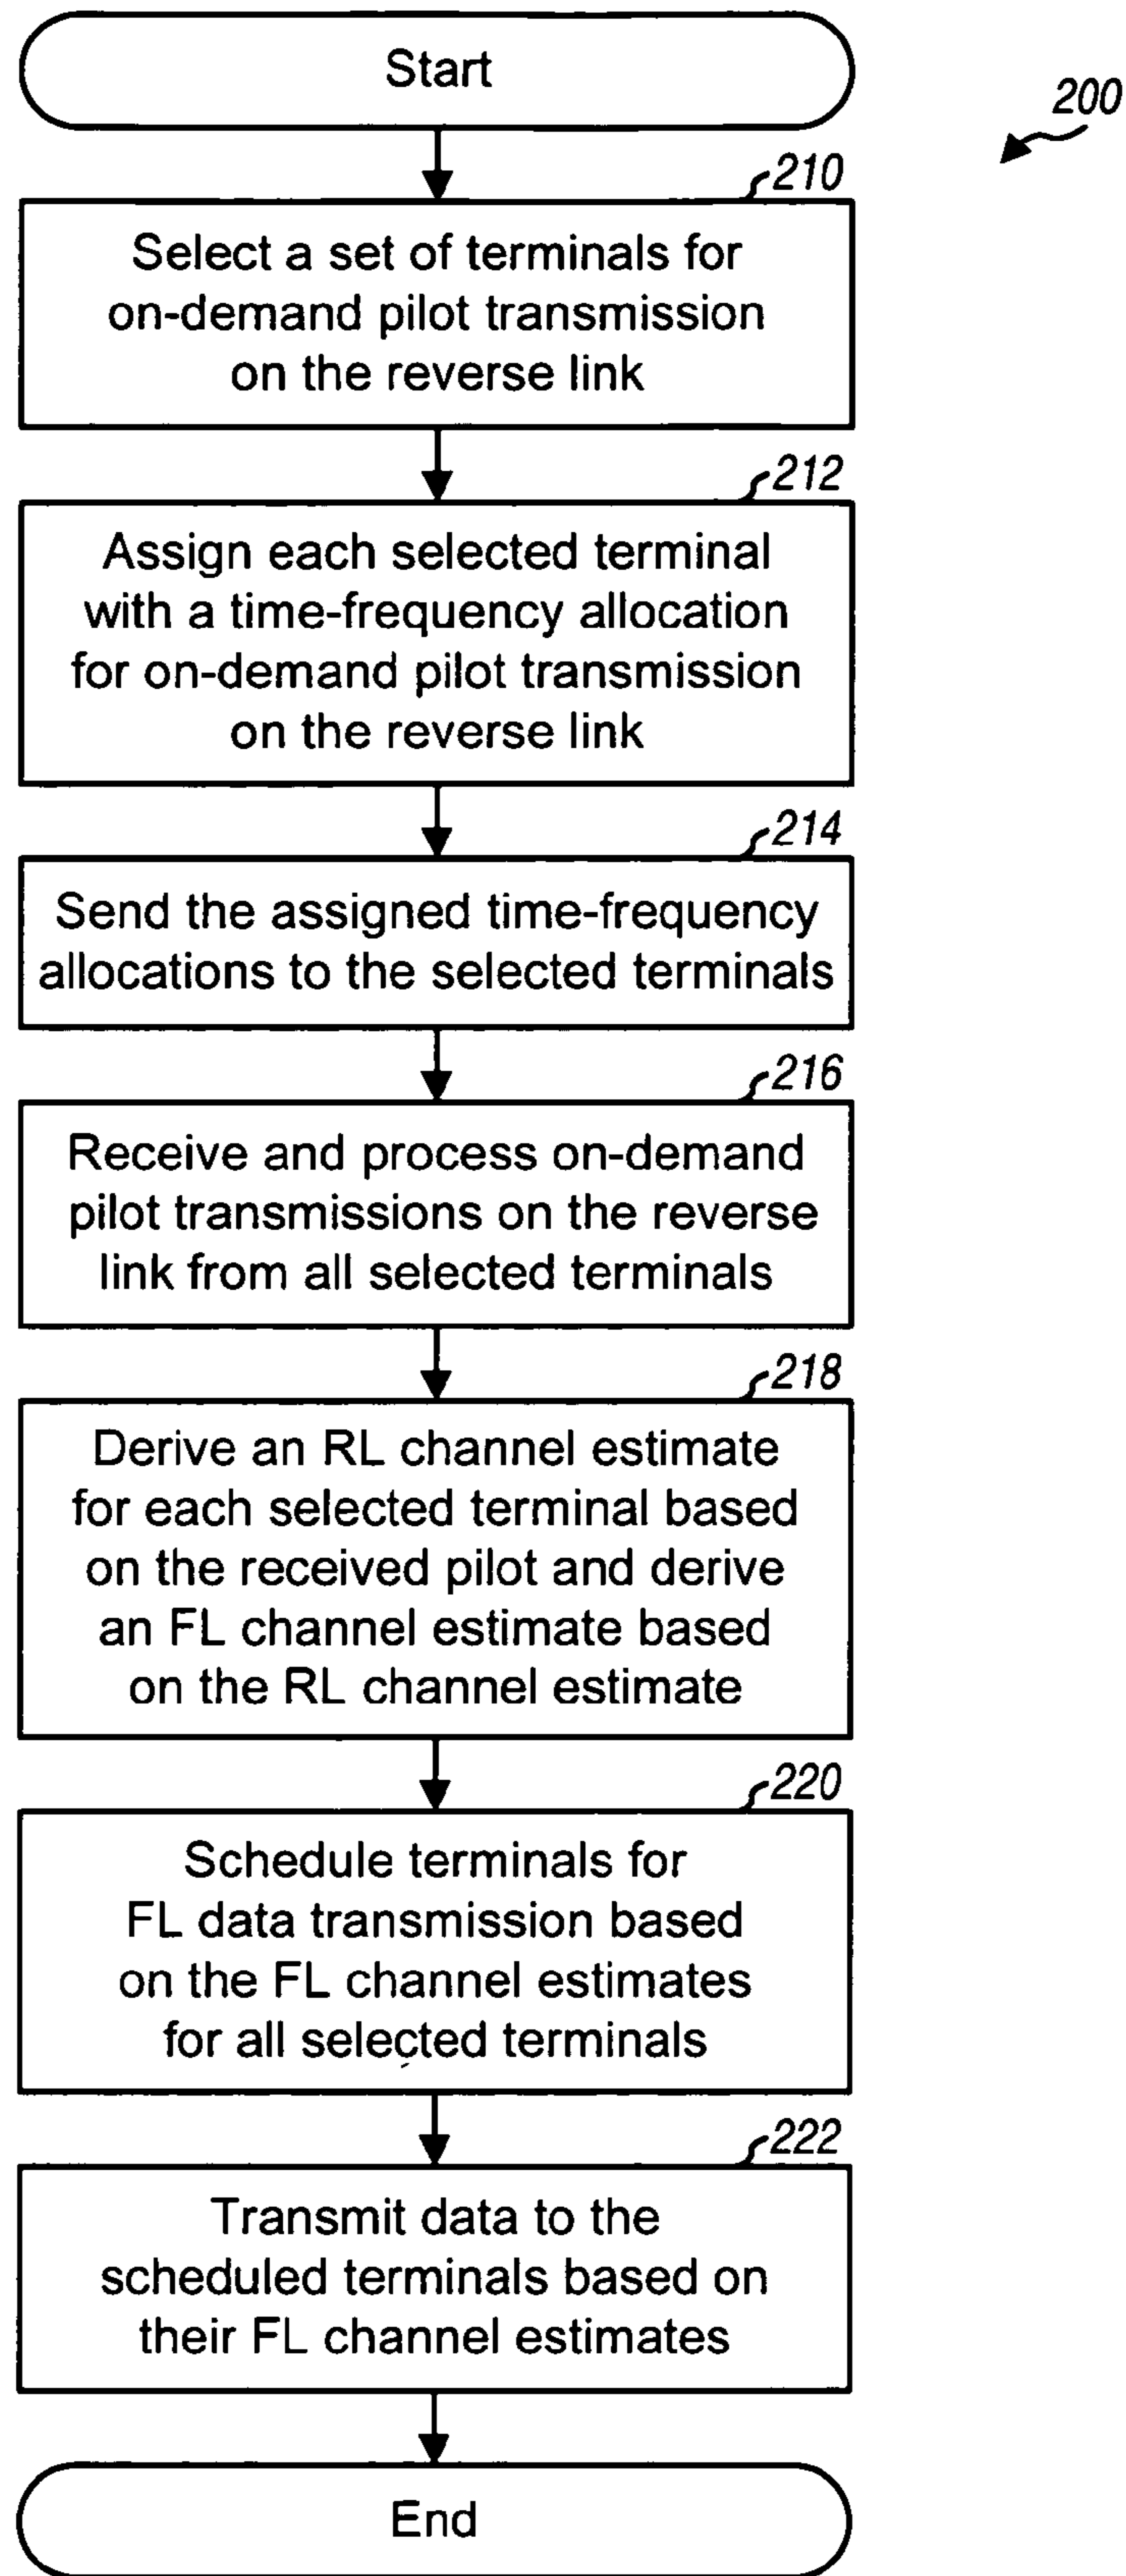 Start
200
210
Select a set of terminals for
on-demand pilot transmission
on the reverse link
212
Assign each selected terminal
with a time-frequency allocation
for on-demand pilot transmission
on the reverse link
214
Send the assigned time-frequency
allocations to the selected terminals
216
Receive and process on-demand
pilot transmissions on the reverse
link from all selected terminals
218
Derive an RL channel estimate
for each selected terminal based
on the received pilot and derive
an FL channel estimate based
on the RL channel estimate
220
Schedule terminals for
FL data transmission based
on the FL channel estimates
for all selected terminals
222
Transmit data to the
scheduled terminals based on
their FL channel estimates
End